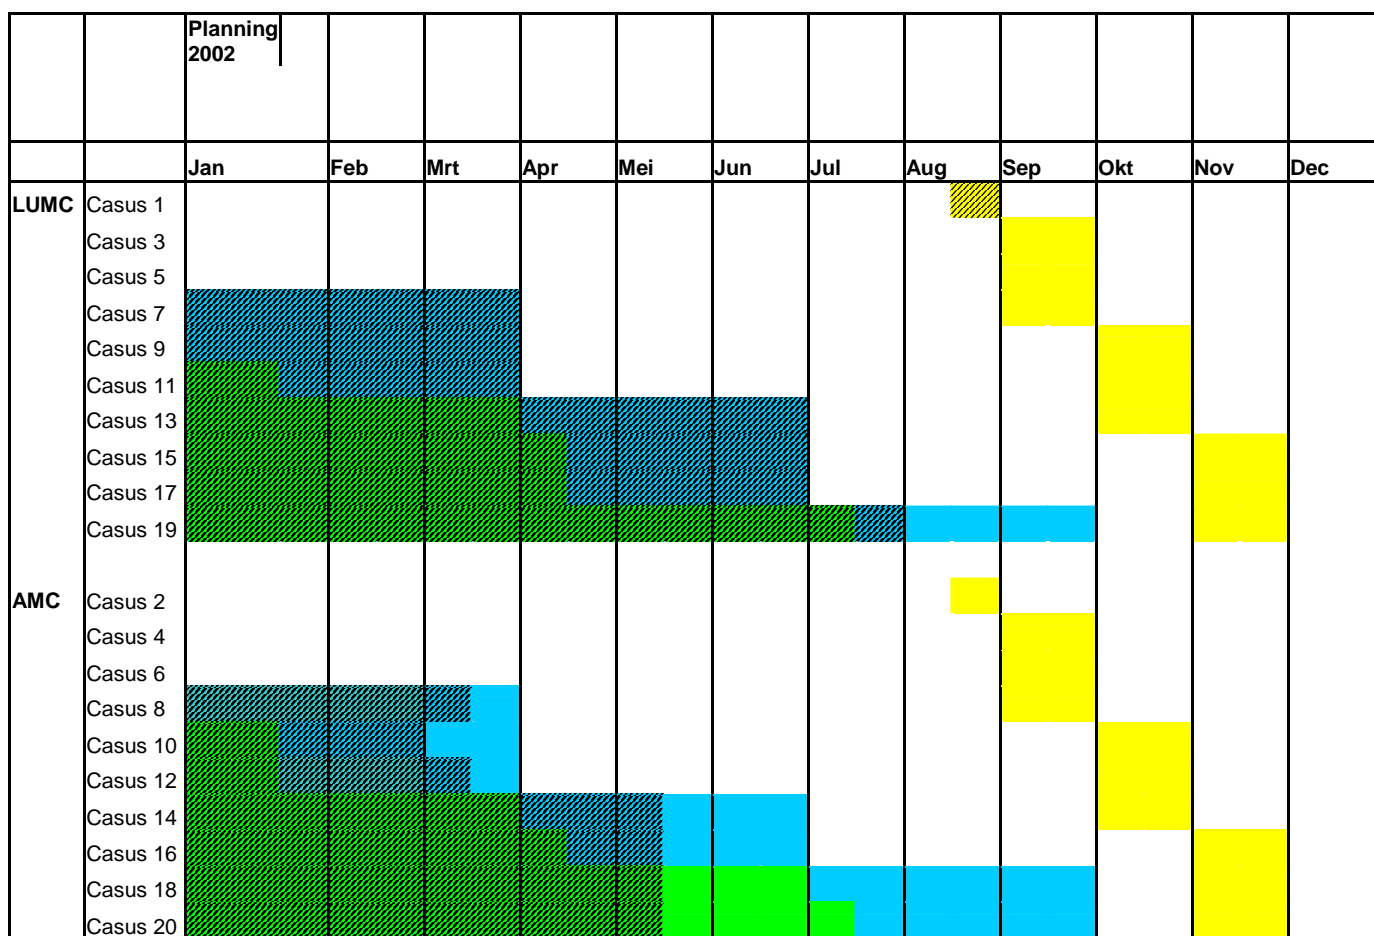 Planning
2002
Jan Feb Mrt Apr Mei Jun Jul Aug Sep Okt Nov Dec
LUMC Casus 1
Casus 3
Casus 5
Casus 7
Casus 9
Casus 11
Casus 13
Casus 15
Casus 17
Casus 19
AMC Casus 2
Casus 4
Casus 6
Casus 8
Casus 10
Casus 12
Casus 14
Casus 16
Casus 18
Casus 20